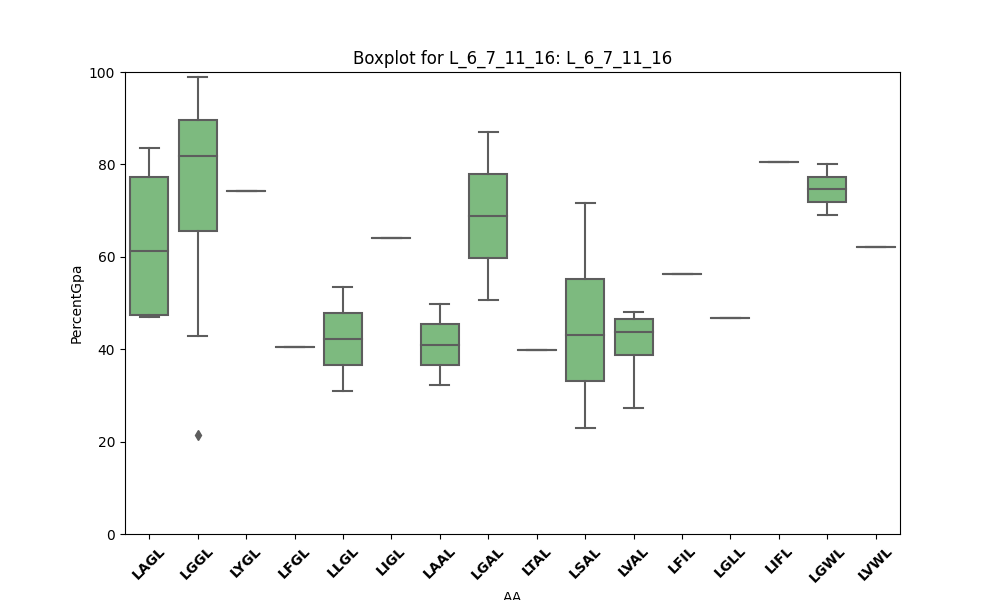 Boxplot for L_6_7_11_16: L_6_7_11_16
100
80
60
40
20
0
PercentGpa
LAGL
LGGL
LYGL
LFGL
LLGL
LIGL
LAAL
LGAL
LTAL
LSAL
LVAL
LFIL
LGLL
LIFL
LGWL
LVWL
AA